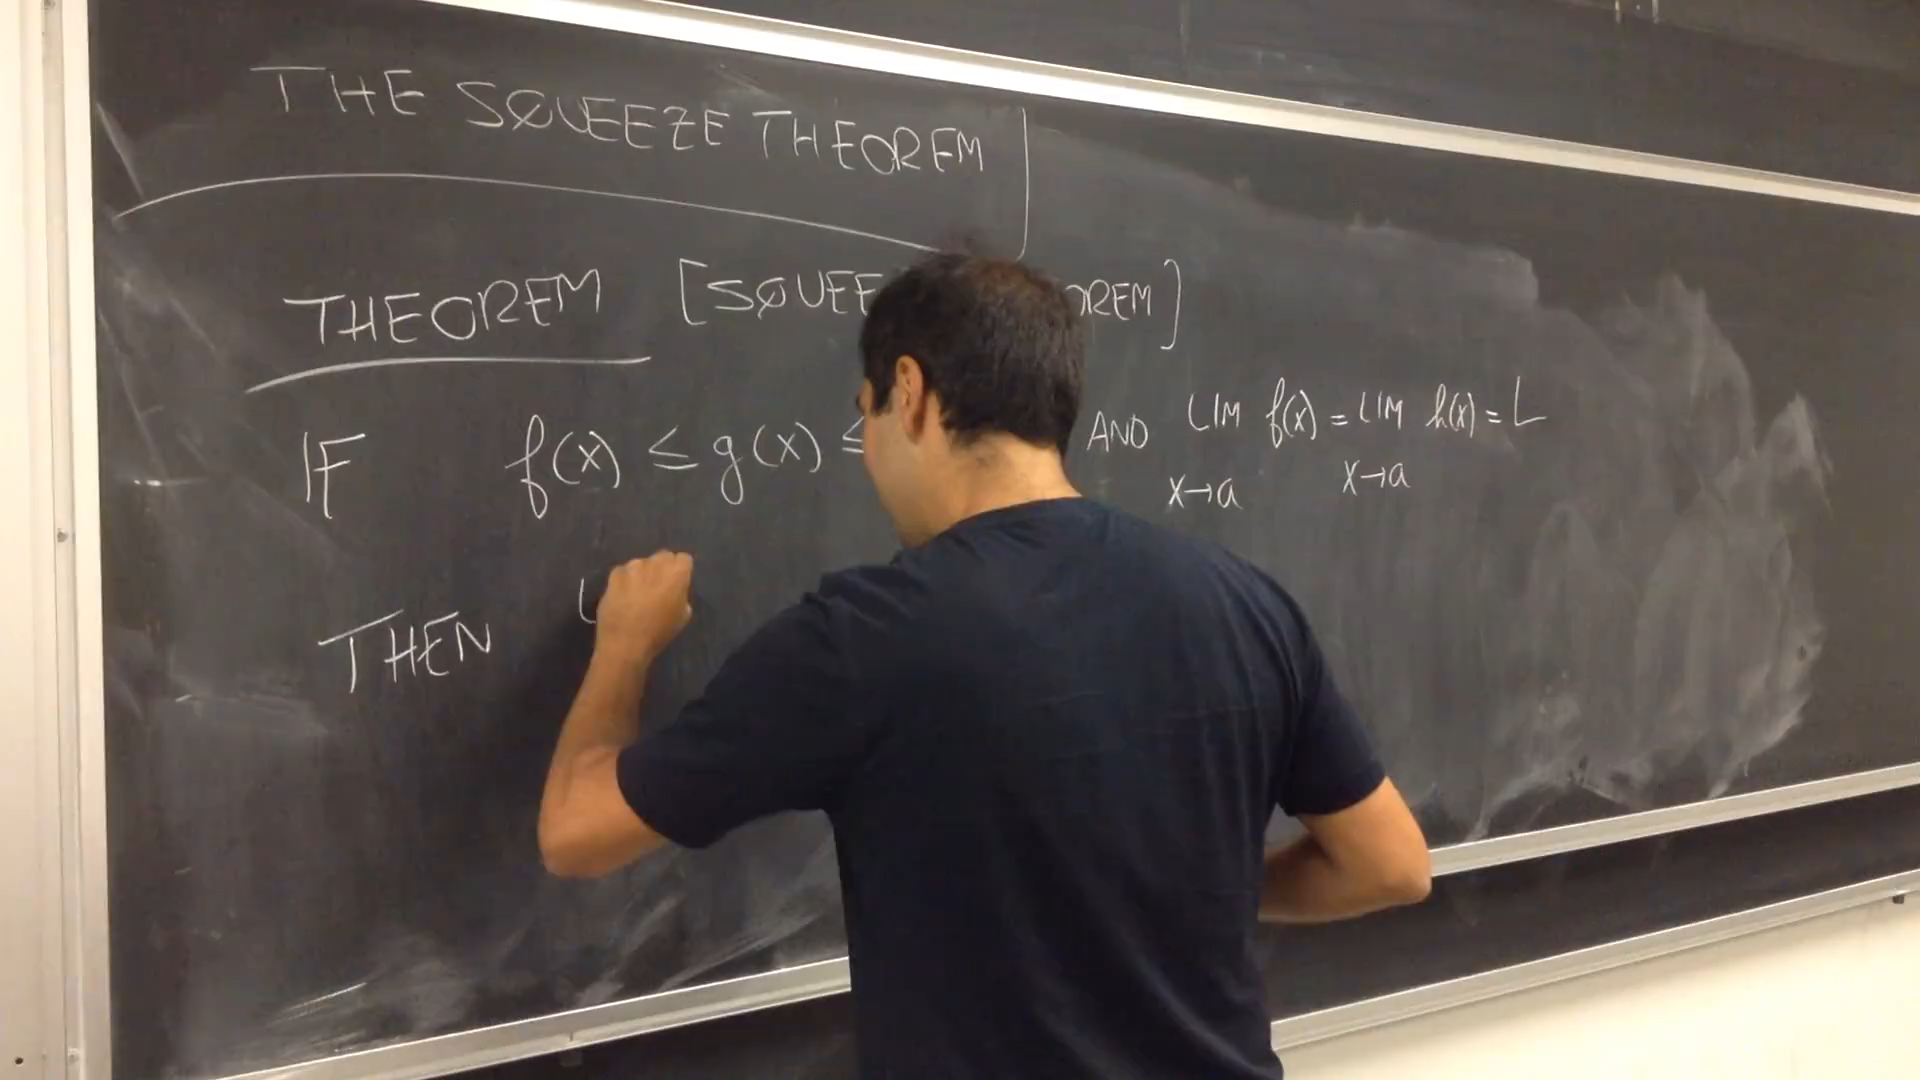 THE SQUEEZE THEOREM
THEOREM [SQUEE OREM]
IF f(x) ≤ g(x) ≤ AND LIM f(x) = LIM h(x) = L
x→a x→a
THEN L